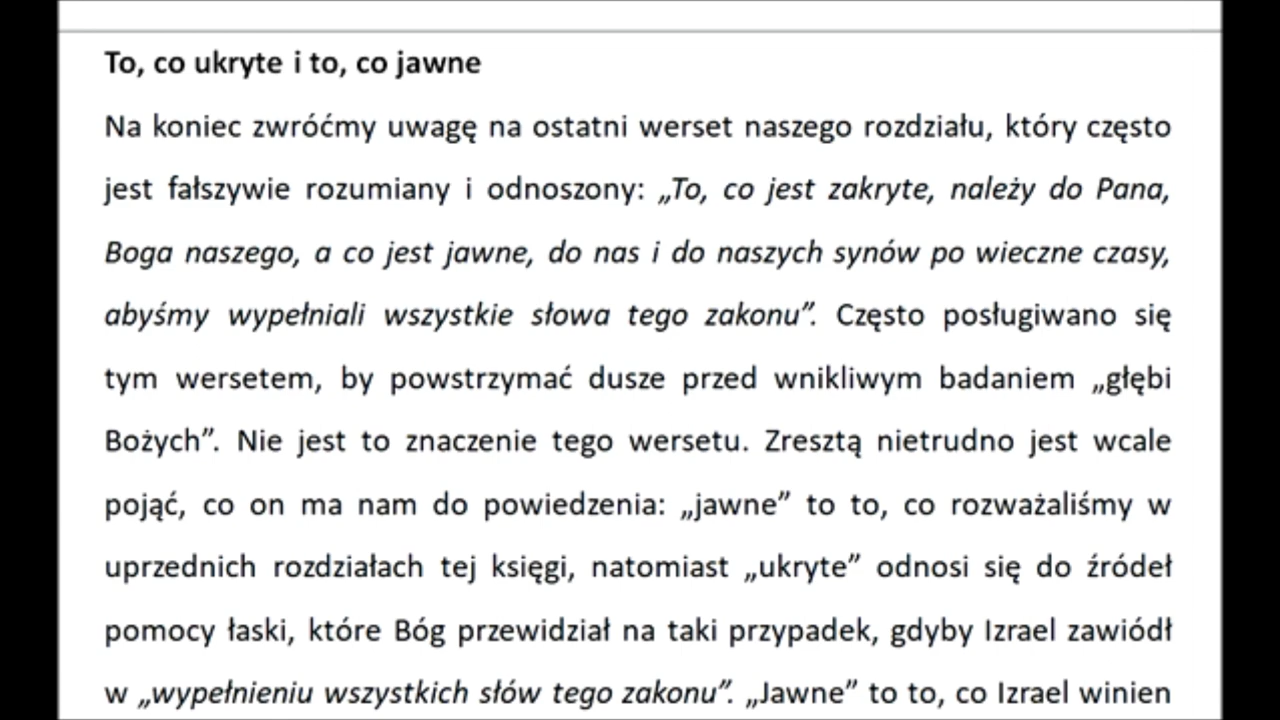 To, co ukryte i to, co jawne
Na koniec zwróćmy uwagę na ostatni werset naszego rozdziału, który często
jest fałszywie rozumiany i odnoszony: „To, co jest zakryte, należy do Pana,
Boga naszego, a co jest jawne, do nas i do naszych synów po wieczne czasy,
abyśmy wypełniali wszystkie słowa tego zakonu”. Często posługiwano się
tym wersetem, by powstrzymać dusze przed wnikliwym badaniem „głębi
Bożych”. Nie jest to znaczenie tego wersetu. Zresztą nietrudno jest wcale
pojąć, co on ma nam do powiedzenia: „jawne” to to, co rozważaliśmy w
uprzednich rozdziałach tej księgi, natomiast „ukryte” odnosi się do źródeł
pomocy łaski, które Bóg przewidział na taki przypadek, gdyby Izrael zawiódł
w „wypełnieniu wszystkich słów tego zakonu”. „Jawne” to to, co Izrael winien